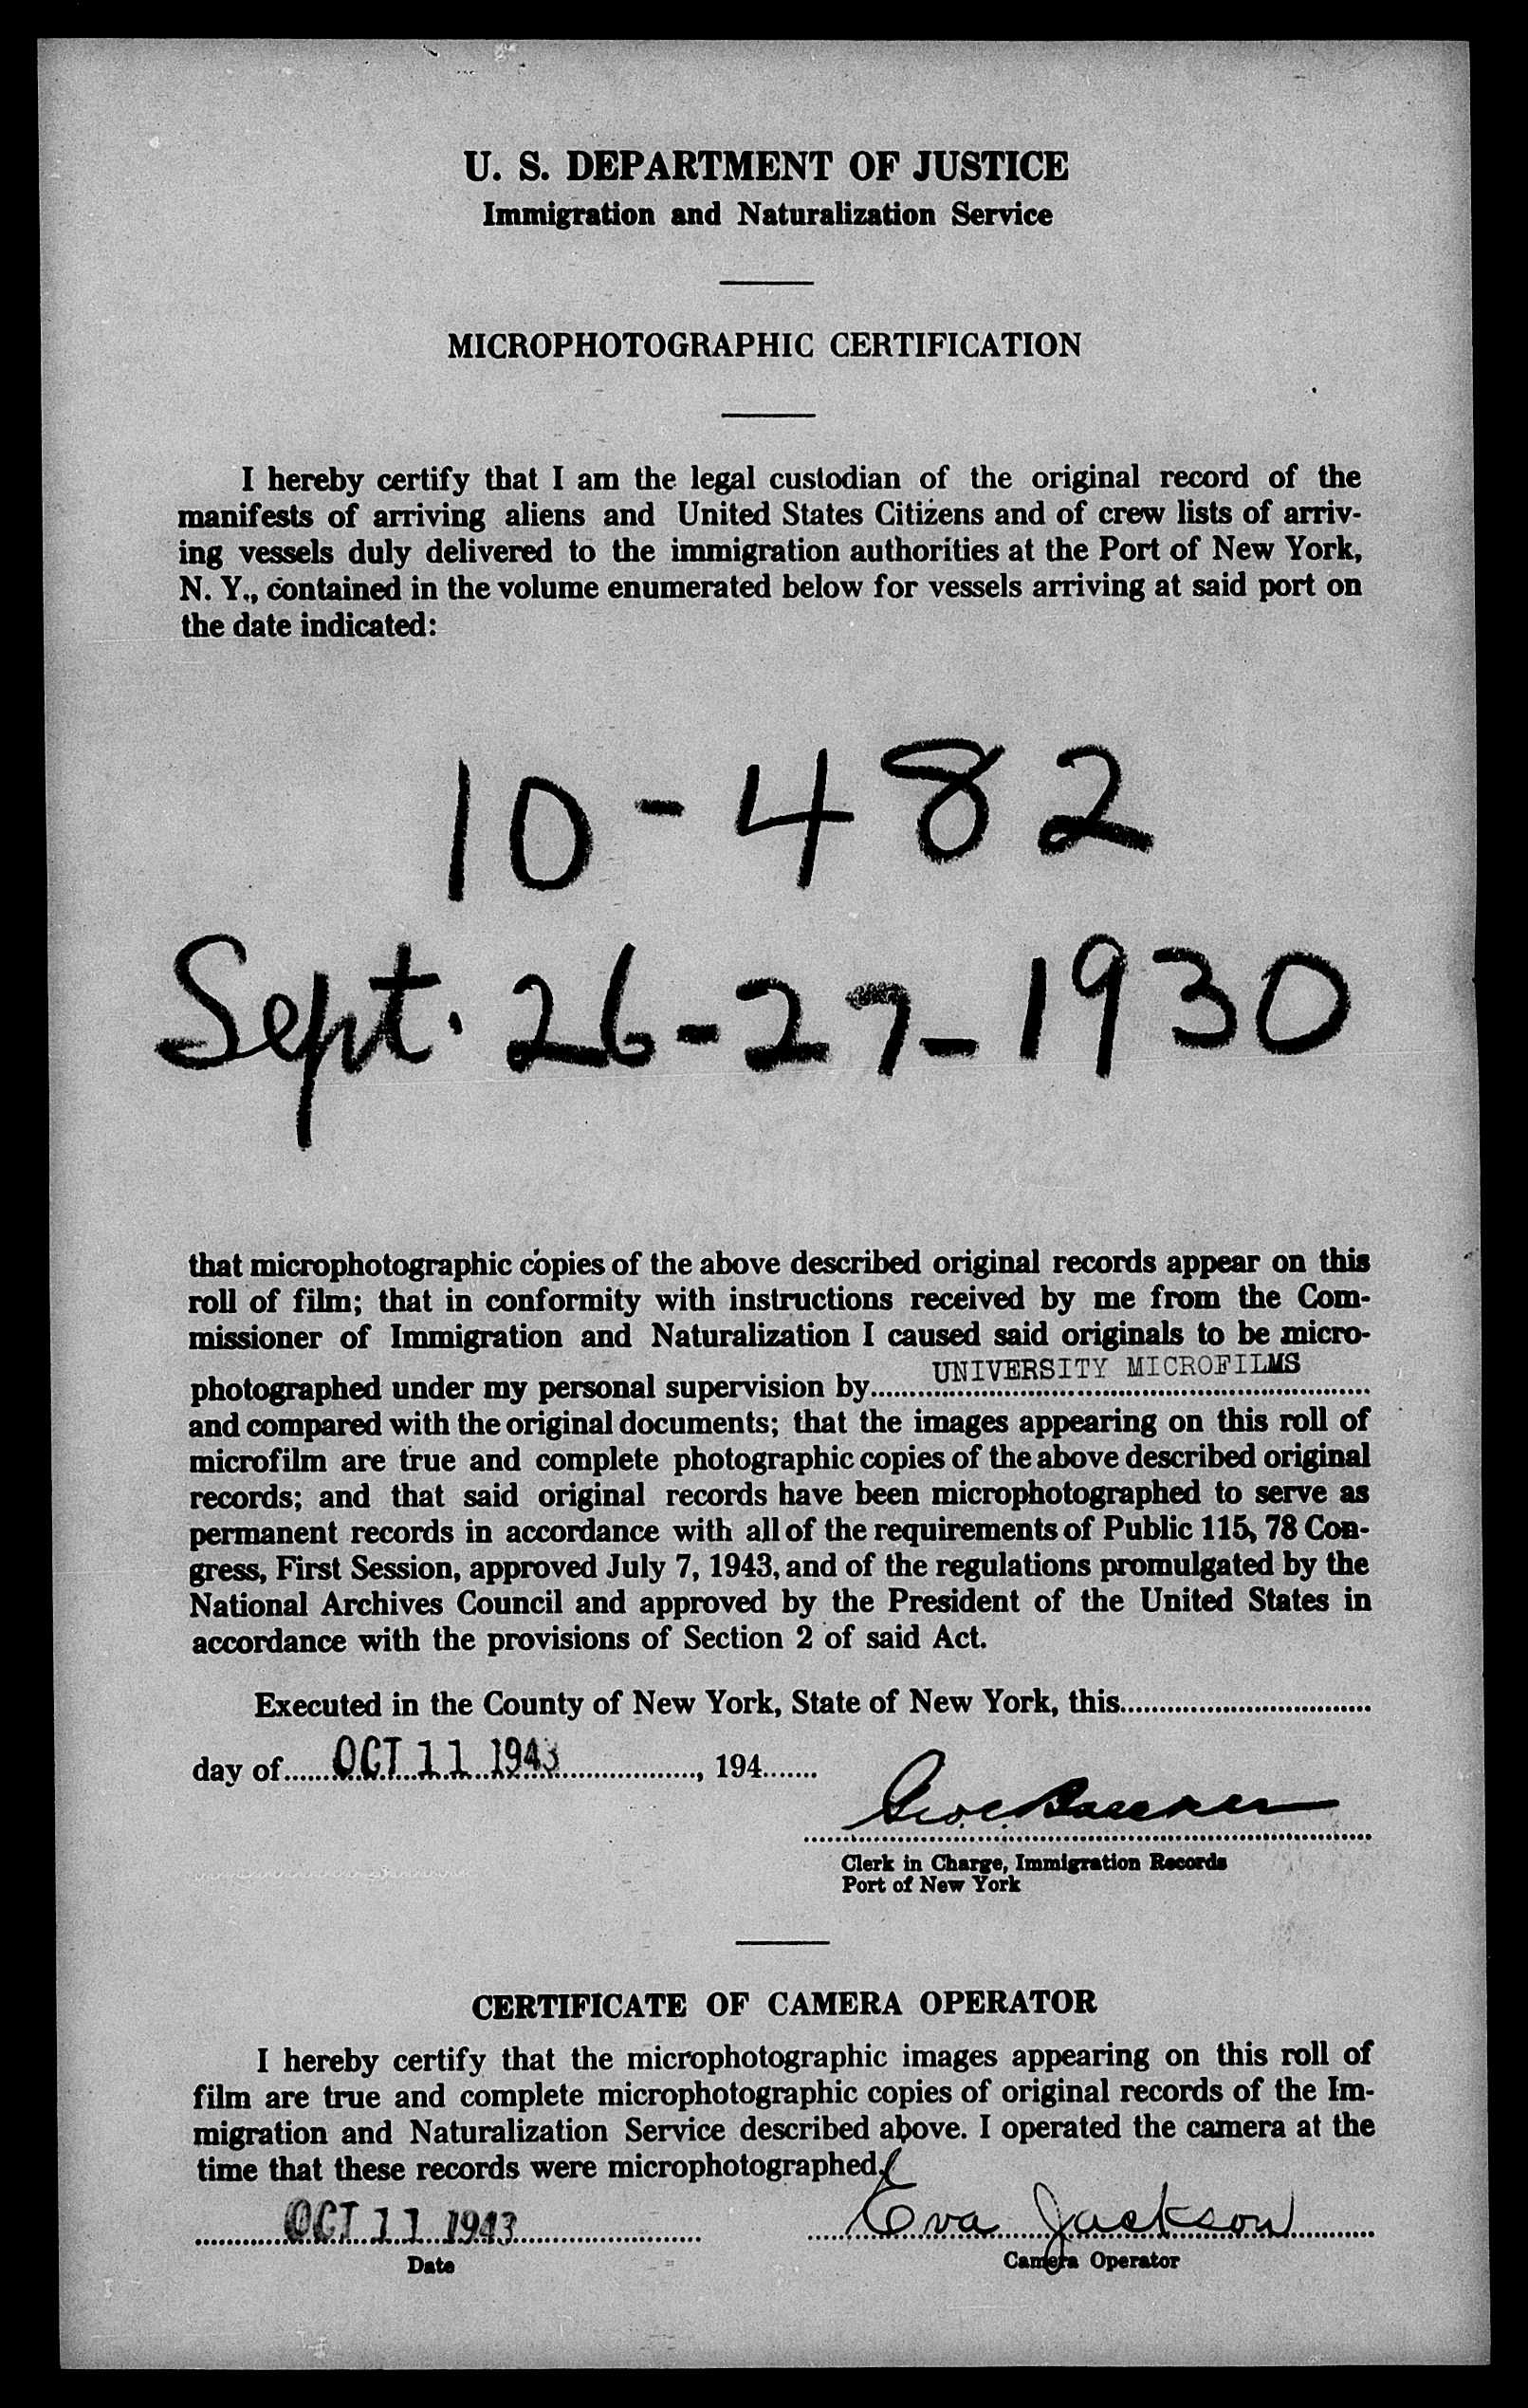 U. S. DEPARTMENT OF JUSTICE
Immigration and Naturalization Service
MICROPHOTOGRAPHIC CERTIFICATION
I hereby certify that I am the legal custodian of the original record of the
manifests of arriving aliens and United States Citizens and of crew lists of arriv-
ing vessels duly delivered to the immigration authorities at the Port of New York,
N. Y., contained in the volume enumerated below for vessels arriving at said port on
the date indicated:
10-482
Sept. 26-27-1930
that microphotographic copies of the above described original records appear on this
roll of film; that in conformity with instructions received by me from the Com-
missioner of Immigration and Naturalization I caused said originals to be micro-
photographed under my personal supervision by UNIVERSITY MICROFILMS
and compared with the original documents; that the images appearing on this roll of
microfilm are true and complete photographic copies of the above described original
records; and that said original records have been microphotographed to serve as
permanent records in accordance with all of the requirements of Public 115, 78 Con-
gress, First Session, approved July 7, 1943, and of the regulations promulgated by the
National Archives Council and approved by the President of the United States in
accordance with the provisions of Section 2 of said Act.
Executed in the County of New York, State of New York, this
day of OCT 11 1943, 194
Clerk in Charge, Immigration Records
Port of New York
CERTIFICATE OF CAMERA OPERATOR
I hereby certify that the microphotographic images appearing on this roll of
film are true and complete microphotographic copies of original records of the Im-
migration and Naturalization Service described above. I operated the camera at the
time that these records were microphotographed.
OCT 11 1943 Eva Jackson
Date Camera Operator